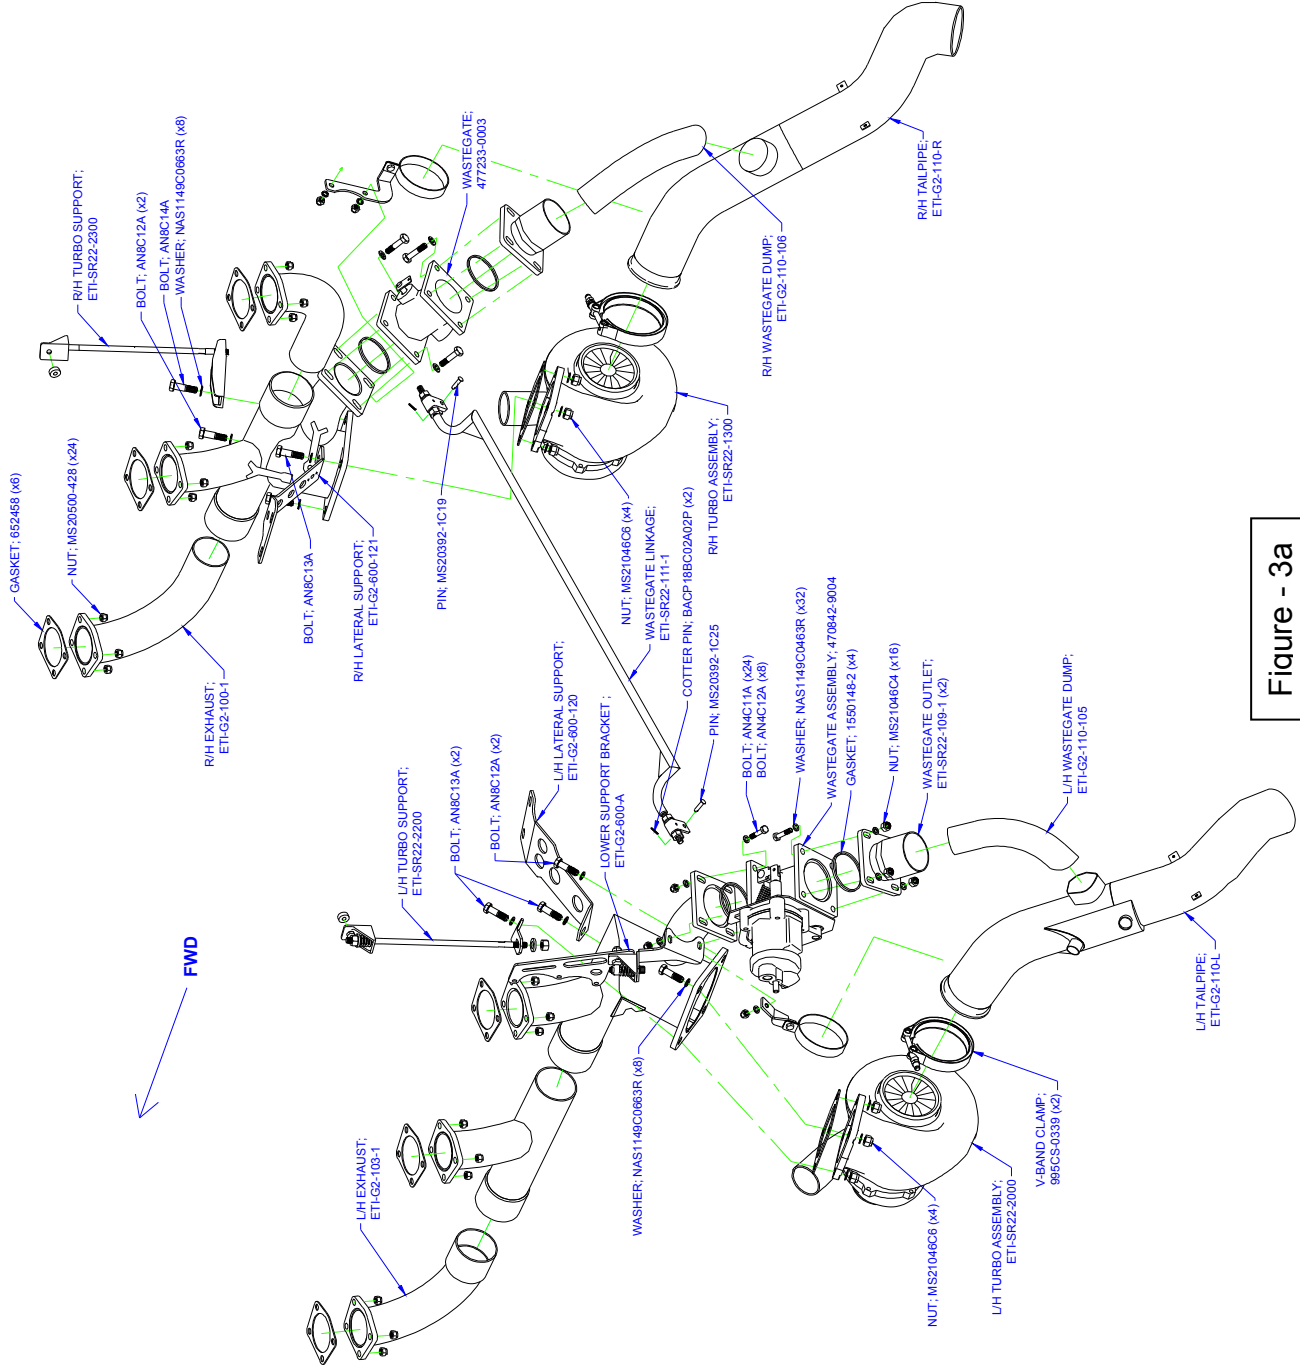 GASKET; 652458 (x6)
NUT; MS20500-428 (x24)
R/H TURBO SUPPORT;
ETI-SR22-2300
BOLT; AN8C12A (x2)
BOLT; AN8C14A
WASHER; NAS1149C0663R (x8)
WASTEGATE;
477233-0003
R/H EXHAUST;
ETI-G2-100-1
BOLT; AN8C13A
R/H LATERAL SUPPORT;
ETI-G2-600-121
PIN; MS20392-1C19
R/H WASTEGATE DUMP;
ETI-G2-110-106
R/H TAILPIPE;
ETI-G2-110-R
R/H TURBO ASSEMBLY;
ETI-SR22-1300
NUT; MS21046C6 (x4)
WASTEGATE LINKAGE;
ETI-SR22-111-1
COTTER PIN; BACP18BC02A02P (x2)
PIN; MS20392-1C25
FWD
L/H TURBO SUPPORT;
ETI-SR22-2200
BOLT; AN8C13A (x2)
BOLT; AN8C12A (x2)
L/H LATERAL SUPPORT;
ETI-G2-600-120
LOWER SUPPORT BRACKET ;
ETI-G2-600-A
BOLT; AN4C11A (x24)
BOLT; AN4C12A (x8)
WASHER; NAS1149C0463R (x32)
WASTEGATE ASSEMBLY; 470842-9004
GASKET; 1550148-2 (x4)
NUT; MS21046C4 (x16)
WASTEGATE OUTLET;
ETI-SR22-109-1 (x2)
L/H WASTEGATE DUMP;
ETI-G2-110-105
L/H EXHAUST;
ETI-G2-103-1
WASHER; NAS1149C0663R (x8)
NUT; MS21046C6 (x4)
L/H TURBO ASSEMBLY;
ETI-SR22-2000
V-BAND CLAMP;
995CS-0339 (x2)
L/H TAILPIPE;
ETI-G2-110-L
Figure - 3a